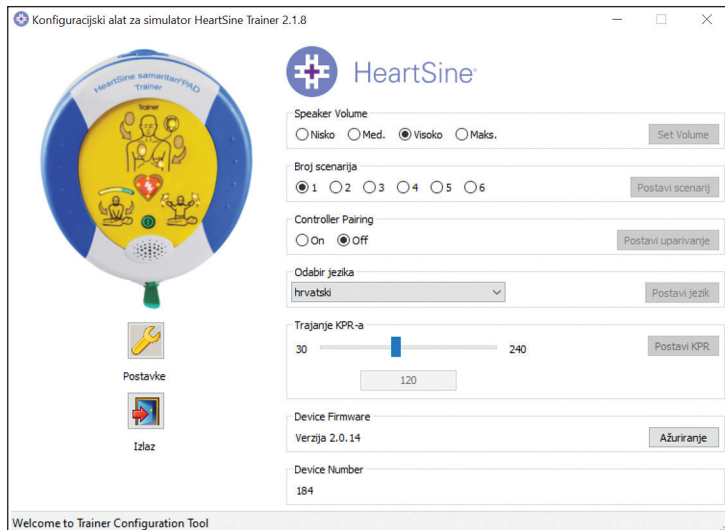 Konfiguracijski alat za simulator HeartSine Trainer 2.1.8
HeartSine samaritan PAD
Trainer
Trainer
HeartSine
Speaker Volume
Nisko Med. Visoko Maks. Set Volume
Broj scenarija
1 2 3 4 5 6 Postavi scenarij
Controller Pairing
On Off Postavi uparivanje
Odabir jezika
hrvatski Postavi jezik
Trajanje KPR-a
30 240 Postavi KPR
120
Postavke
Izlaz
Device Firmware
Verzija 2.0.14 Ažuriranje
Device Number
184
Welcome to Trainer Configuration Tool